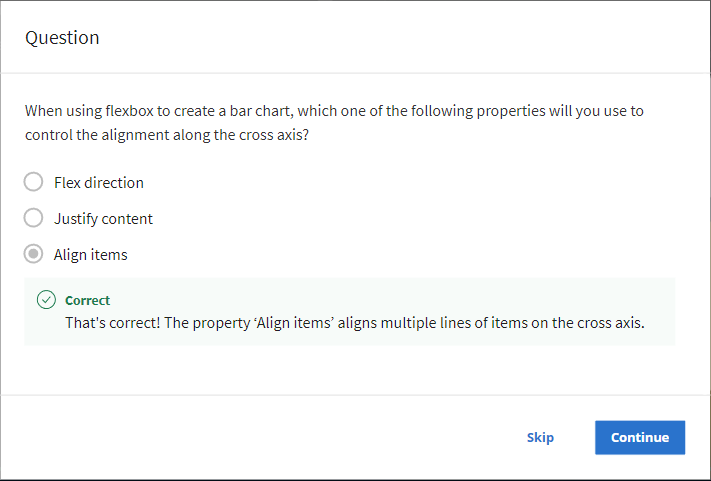 Question
When using flexbox to create a bar chart, which one of the following properties will you use to
control the alignment along the cross axis?
Flex direction
Justify content
Align items
Correct
That's correct! The property ‘Align items’ aligns multiple lines of items on the cross axis.
Skip
Continue